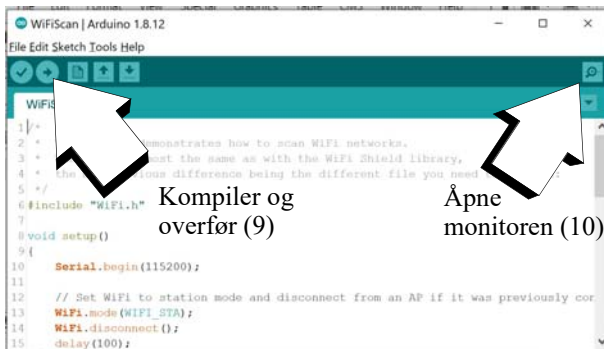 WiFiScan | Arduino 1.8.12
File Edit Sketch Tools Help
WiFiS
1 /*
2 * demonstrates how to scan WiFi networks.
3 * ost the same as with the WiFi Shield library,
4 * the ious difference being the different file you need
5 */
6 #include "WiFi.h"
7
8 void setup()
9 {
10 Serial.begin(115200);
11
12 // Set WiFi to station mode and disconnect from an AP if it was previously cor
13 WiFi.mode(WIFI_STA);
14 WiFi.disconnect();
15 delay(100);
Kompiler og
overfør (9)
Åpne
monitoren (10)